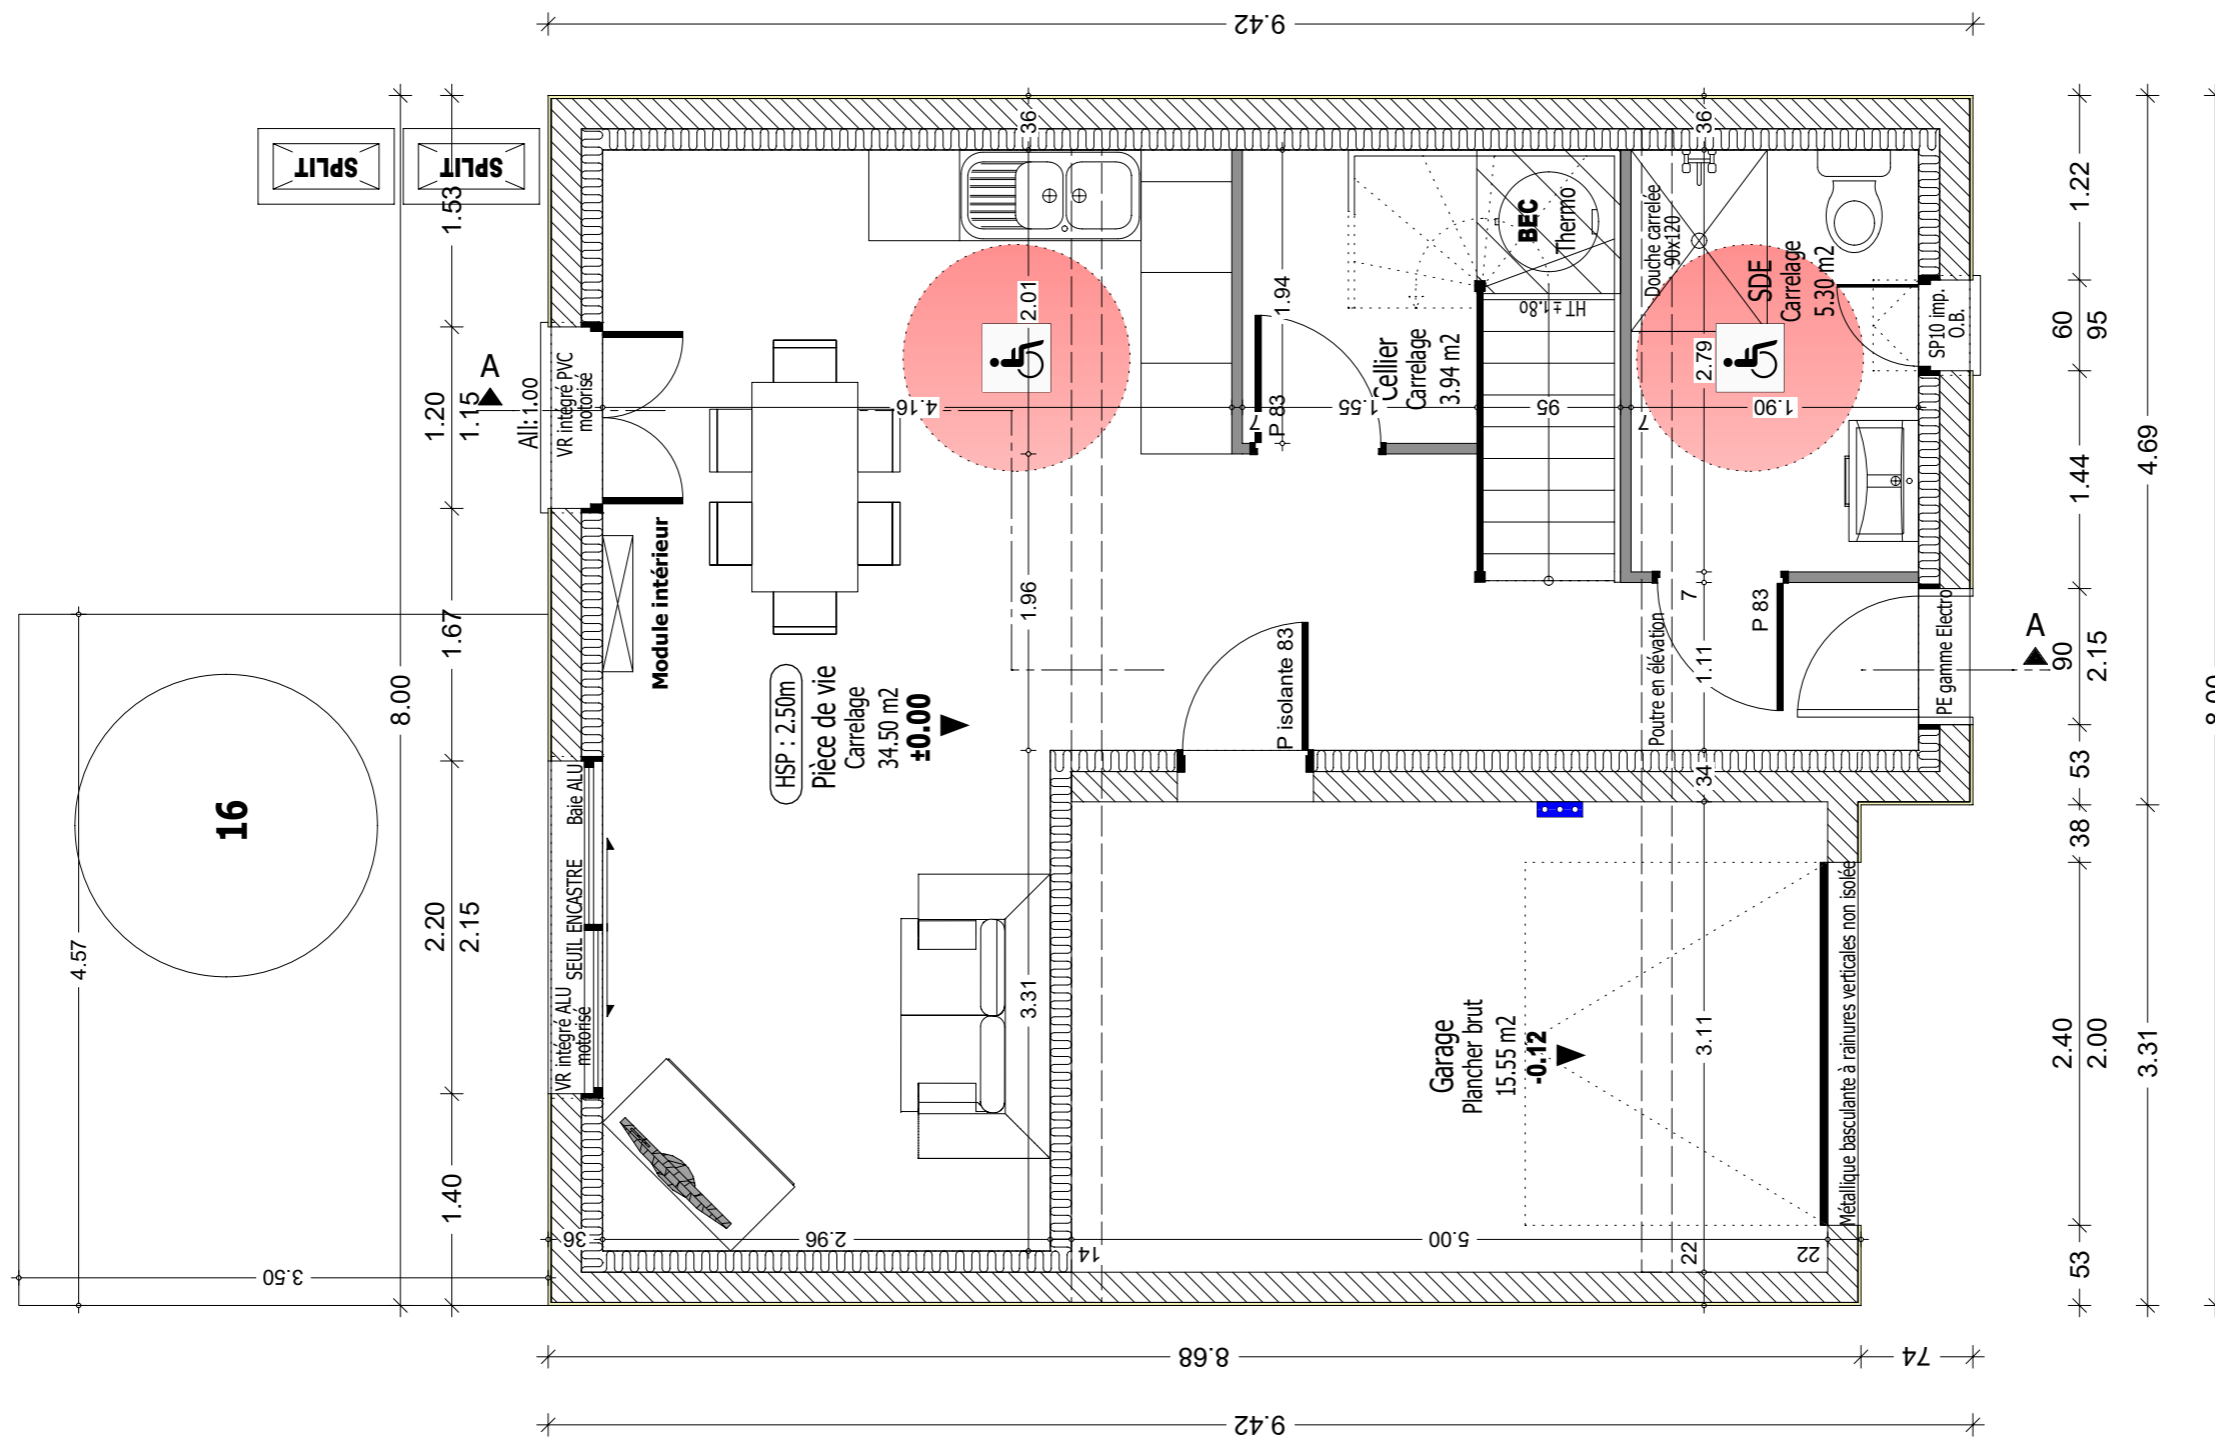 9.42
SPLIT
SPLIT
8.00
1.53
1.20
1.15
1.67
2.20
2.15
1.40
A
All: 1.00
VR intégré PVC
motorisé
Module intérieur
16
4.57
3.50
Baie ALU
SEUIL ENCASTRE
VR intégré ALU
motorisé
HSP : 2.50m
Pièce de vie
Carrelage
34.50 m2
±0.00
36
2.01
4.16
1.96
3.31
36
2.96
14
5.00
22
22
7
P 83
1.94
1.55
Cellier
Carrelage
3.94 m2
BEC
Thermo
HT ± 1.80
95
7
36
Douche carrelée
90x120
SDE
Carrelage
5.30 m2
2.79
1.90
SP10 imp.
O.B.
7
P 83
1.11
Poutre en élévation
PE gamme Electro
P isolante 83
34
Garage
Plancher brut
15.55 m2
-0.12
3.11
Métallique basculante à rainures verticales non isolée
A
1.22
60
95
1.44
90
2.15
53
38
2.40
2.00
53
4.69
3.31
8.00
8.68
74
9.42